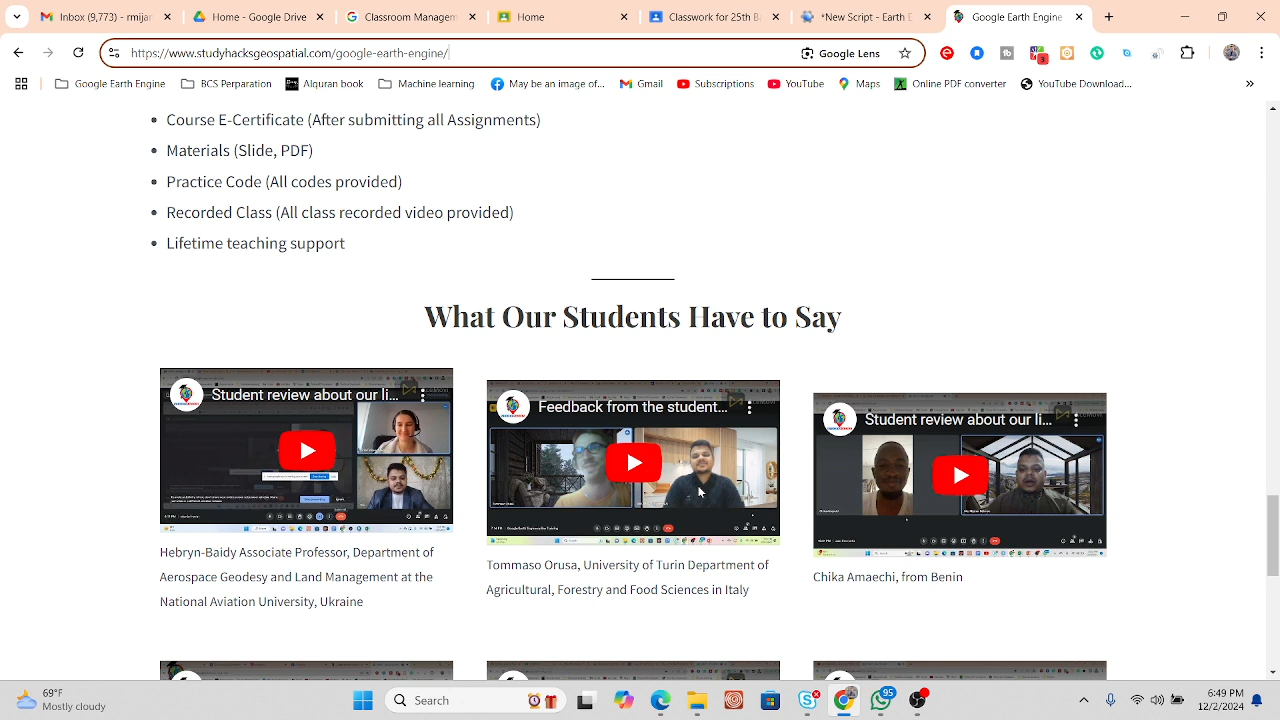 Inbox (9,773) - mijar
Home - Google Drive
Classroom Managem
Home
Classwork for 25th B
*New Script - Earth E
Google Earth Engine
https://www.studyhacksgeospatial.com/google-earth-engine/
Google Lens
3
Google Earth Engine
BCS Perpration
Alquran book
Machine learning
May be an image of...
Gmail
Subscriptions
YouTube
Maps
Online PDF converter
YouTube Download...
• Course E-Certificate (After submitting all Assignments)
• Materials (Slide, PDF)
• Practice Code (All codes provided)
• Recorded Class (All class recorded video provided)
• Lifetime teaching support
What Our Students Have to Say
Student review about our li...
Feedback from the student...
Student review about our li...
Hebryn-Baidy Associate Professor, Department of
Aerospace Geodesy and Land Management at the
National Aviation University, Ukraine
Tommaso Orusa, University of Turin Department of
Agricultural, Forestry and Food Sciences in Italy
Chika Amaechi, from Benin
69°F
Mostly cloudy
Search
95
6:49 PM
12/2/2024